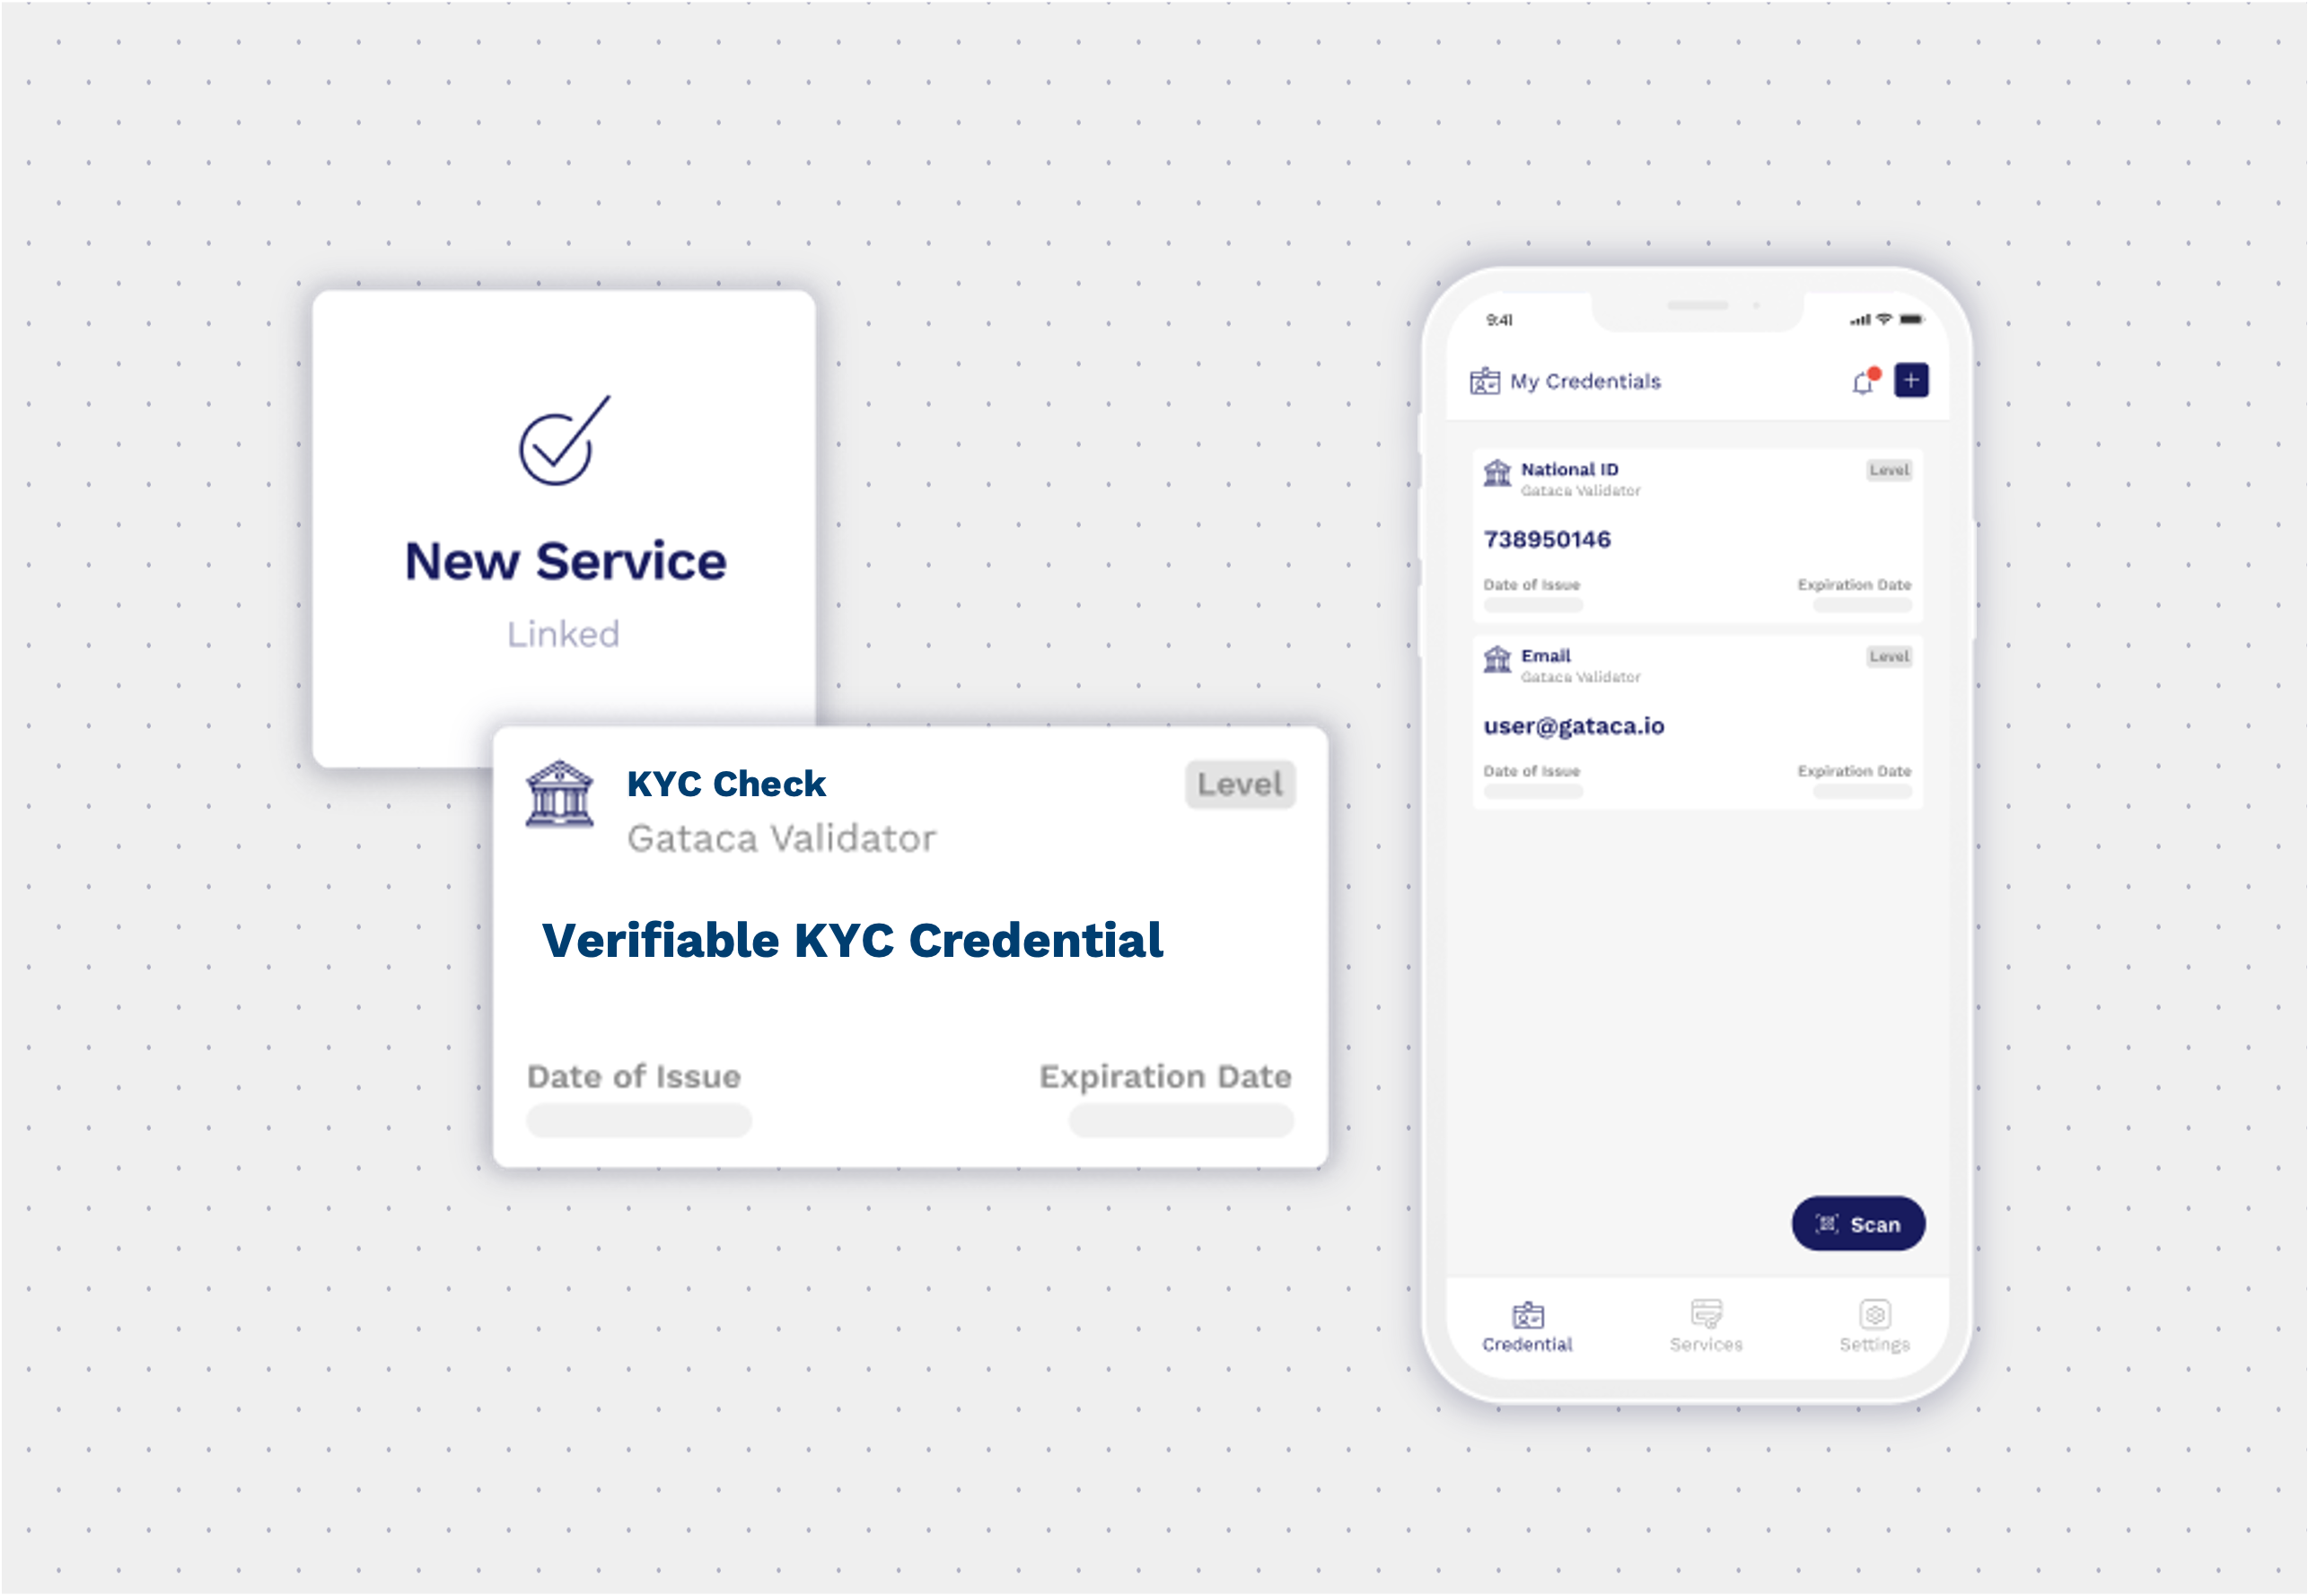 New Service
Linked
KYC Check
Level
Gataca Validator
Verifiable KYC Credential
Date of Issue
Expiration Date
9:41
My Credentials
National ID
Level
Gataca Validator
738950146
Date of Issue
Expiration Date
Email
Level
Gataca Validator
user@gataca.io
Date of Issue
Expiration Date
Scan
Credential
Services
Settings